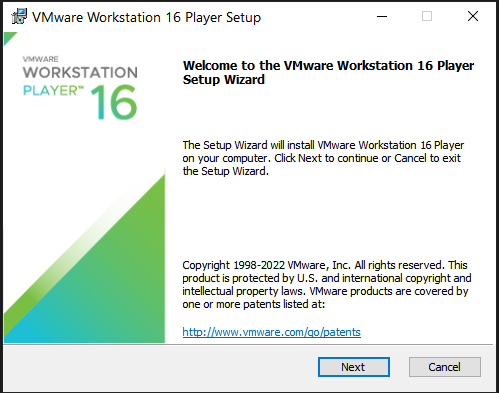 VMware Workstation 16 Player Setup
VMWARE
WORKSTATION
PLAYER™ 16
Welcome to the VMware Workstation 16 Player
Setup Wizard
The Setup Wizard will install VMware Workstation 16 Player
on your computer. Click Next to continue or Cancel to exit
the Setup Wizard.
Copyright 1998-2022 VMware, Inc. All rights reserved. This
product is protected by U.S. and international copyright and
intellectual property laws. VMware products are covered by
one or more patents listed at:
http://www.vmware.com/go/patents
Next
Cancel